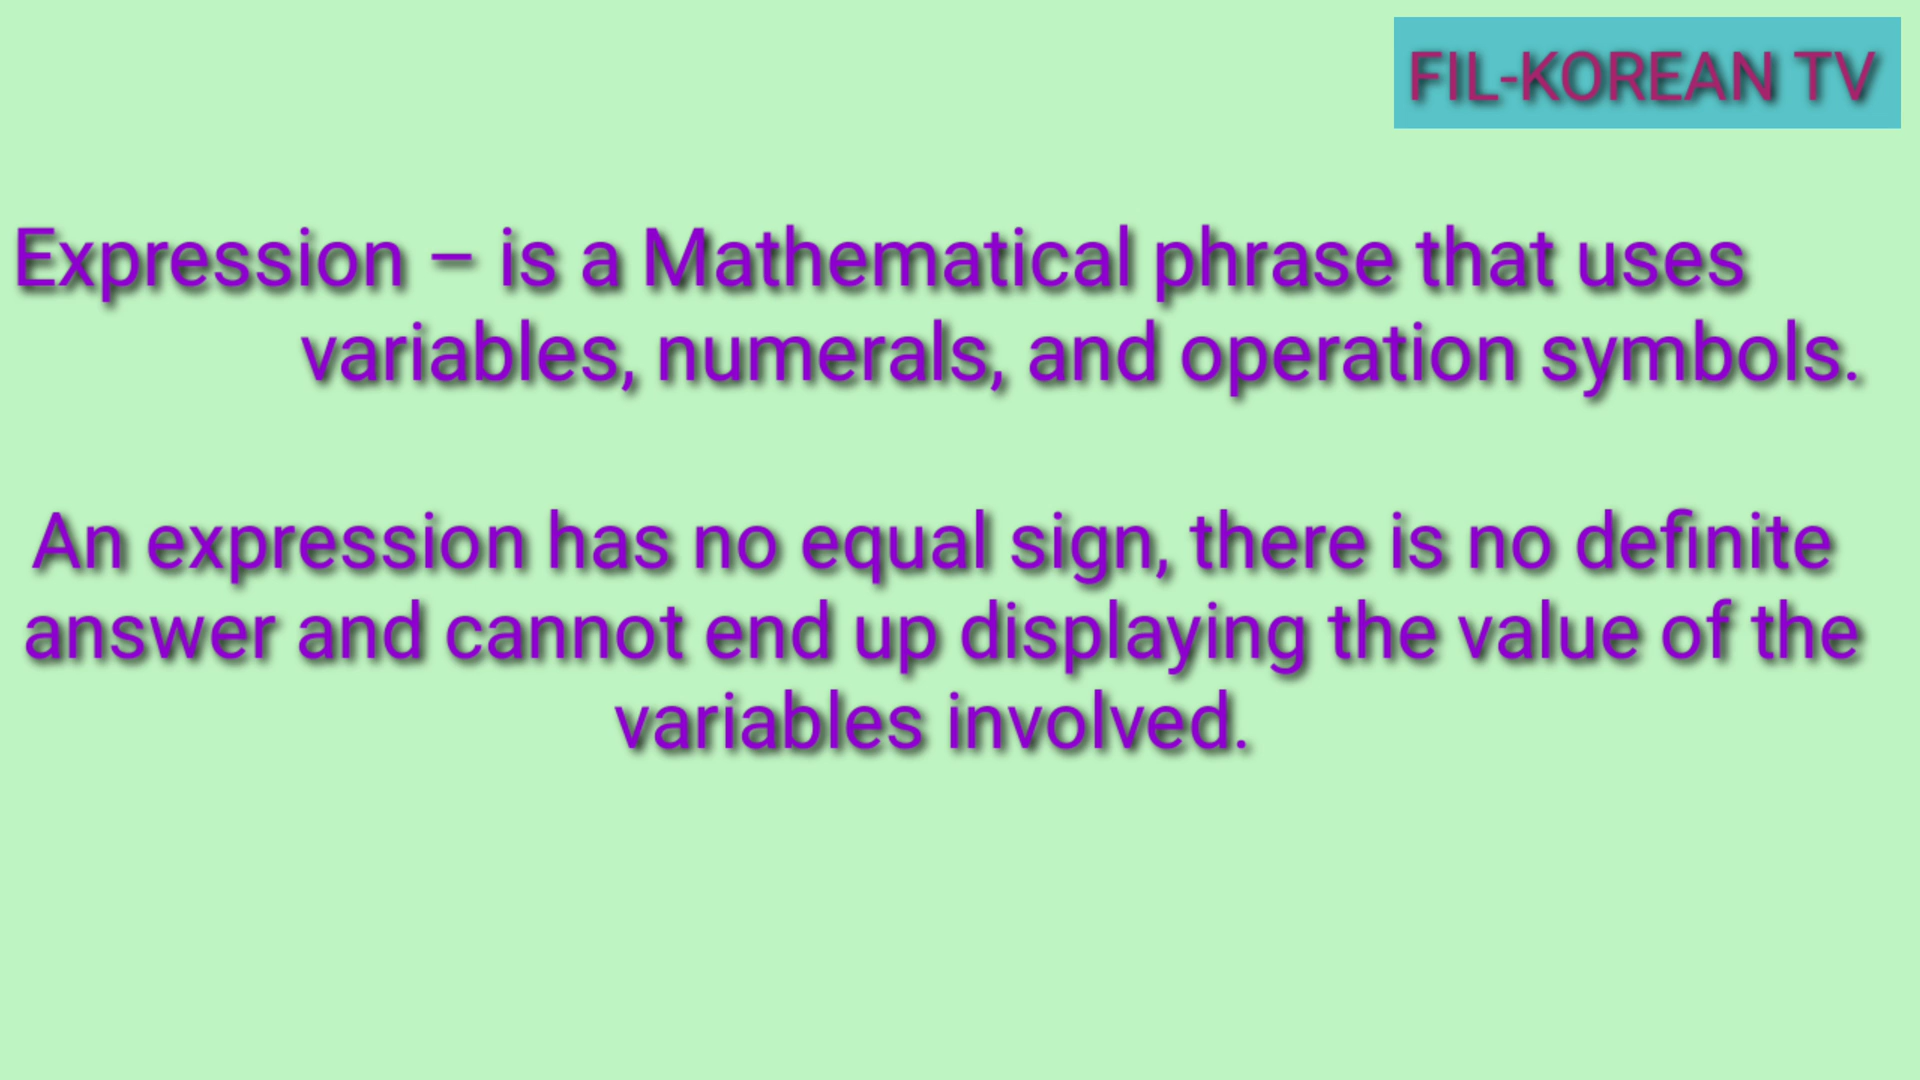 FIL-KOREAN TV
Expression – is a Mathematical phrase that uses
variables, numerals, and operation symbols.
An expression has no equal sign, there is no definite
answer and cannot end up displaying the value of the
variables involved.